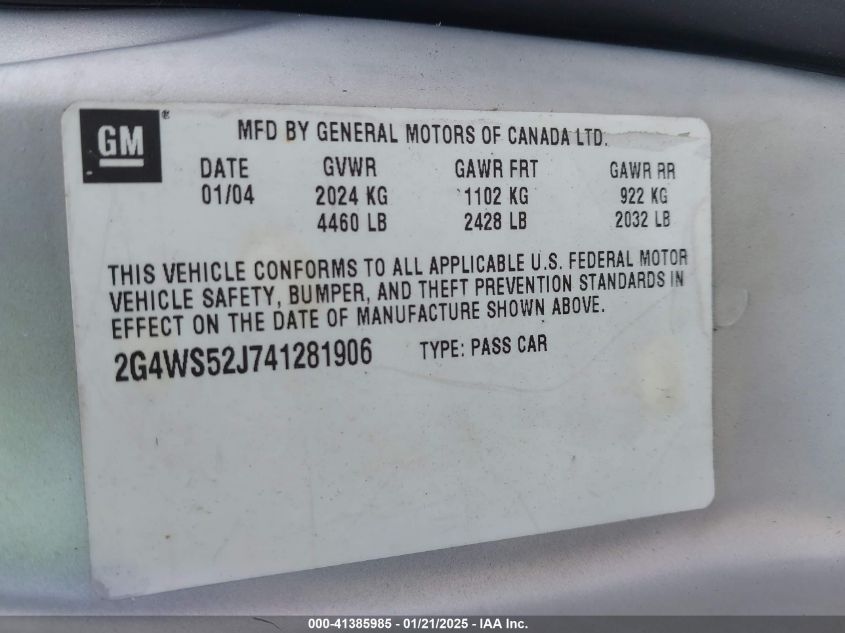 GM®
MFD BY GENERAL MOTORS OF CANADA LTD.
DATE GVWR GAWR FRT GAWR RR
01/04 2024 KG 1102 KG 922 KG
4460 LB 2428 LB 2032 LB
THIS VEHICLE CONFORMS TO ALL APPLICABLE U.S. FEDERAL MOTOR
VEHICLE SAFETY, BUMPER, AND THEFT PREVENTION STANDARDS IN
EFFECT ON THE DATE OF MANUFACTURE SHOWN ABOVE.
2G4WS52J741281906 TYPE: PASS CAR
000-41385985 / 01/21/2025 - IAA Inc.